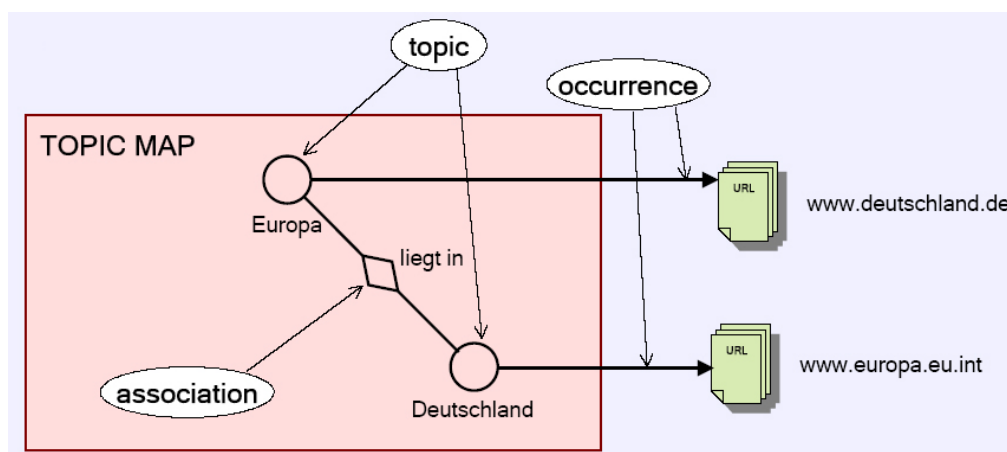 topic
occurrence
TOPIC MAP
URL
www.deutschland.de
Europa
liegt in
URL
www.europa.eu.int
association
Deutschland